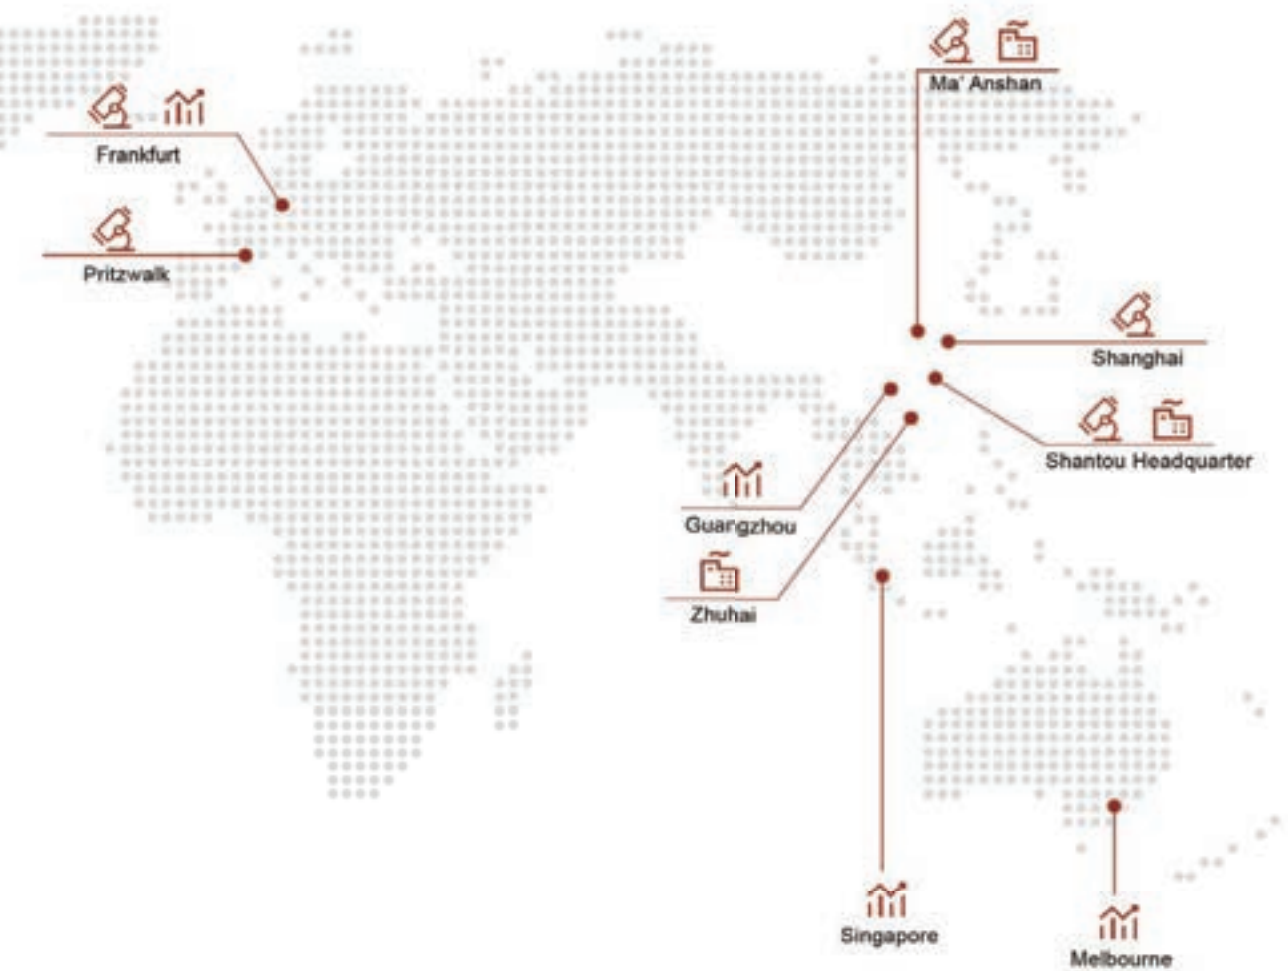 Ma' Anshan
Frankfurt
Pritzwalk
Shanghai
Shantou Headquarter
Guangzhou
Zhuhai
Singapore
Melbourne